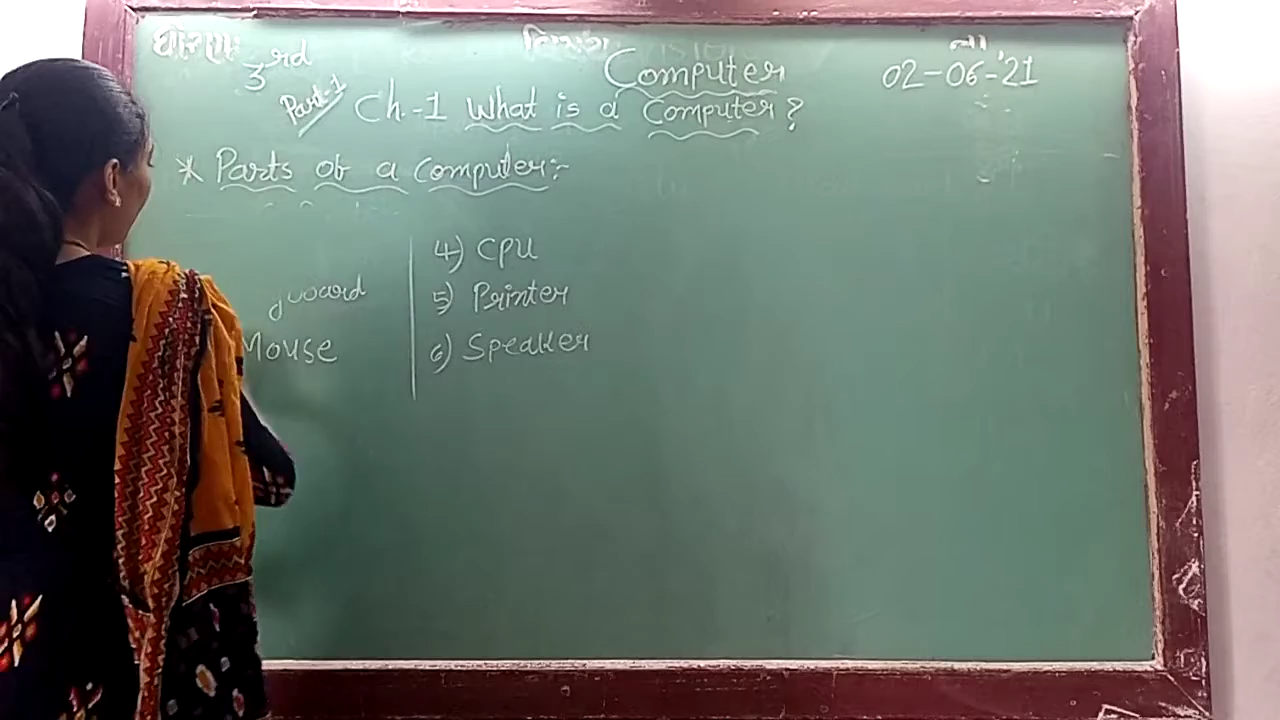 ધોરણ: 3rd વિષય: Computer તા. 02-06-'21
Part-1 Ch.-1 What is a Computer?
* Parts of a Computer:-
4) CPU
5) Printer
Mouse 6) Speaker